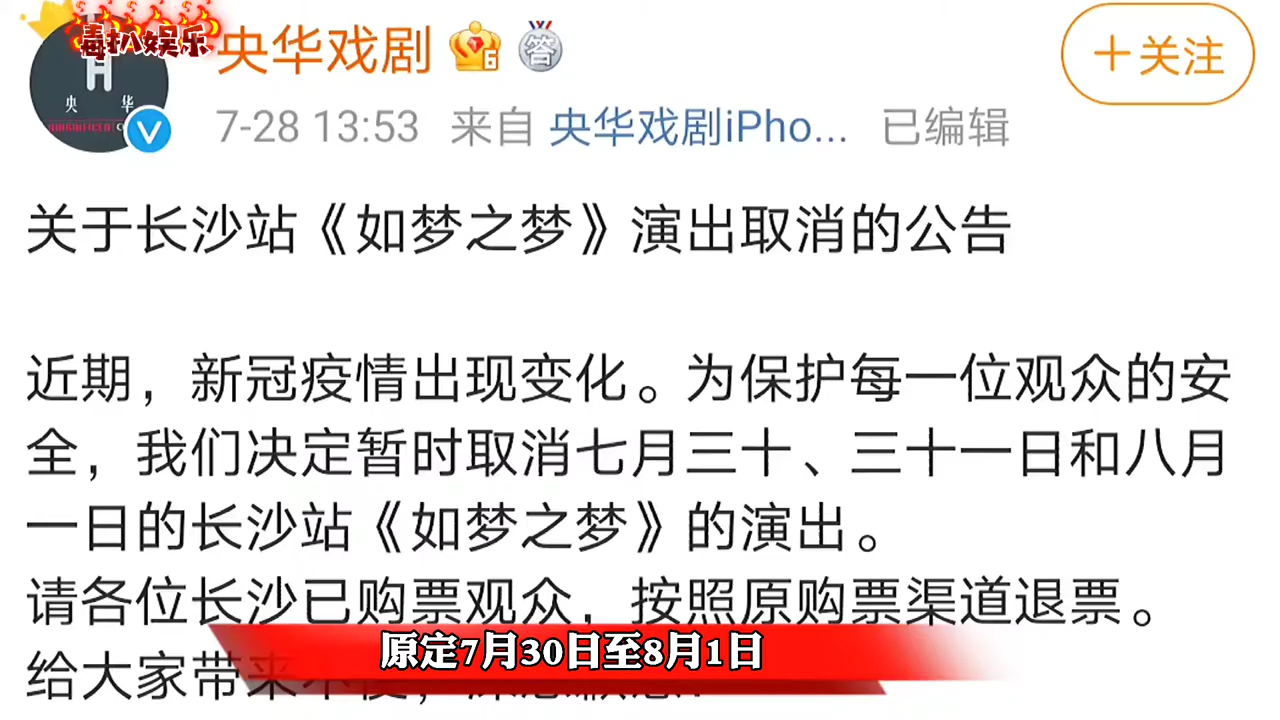 毒扒娱乐
央华戏剧
答
央 华
7-28 13:53 来自 央华戏剧iPho... 已编辑
+关注
关于长沙站《如梦之梦》演出取消的公告
近期，新冠疫情出现变化。为保护每一位观众的安
全，我们决定暂时取消七月三十、三十一日和八月
一日的长沙站《如梦之梦》的演出。
请各位长沙已购票观众，按照原购票渠道退票。
给大家带来不便，
原定7月30日至8月1日